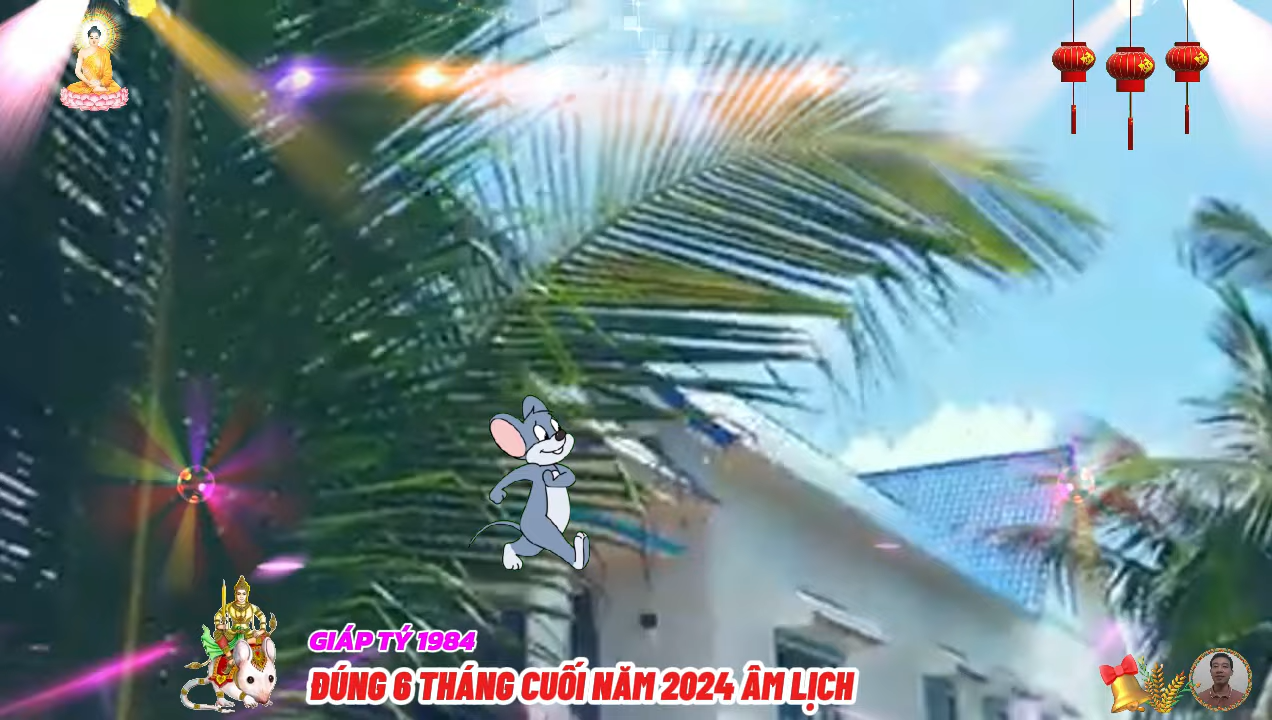 GIÁP TÝ 1984
ĐÚNG 6 THÁNG CUỐI NĂM 2024 ÂM LỊCH